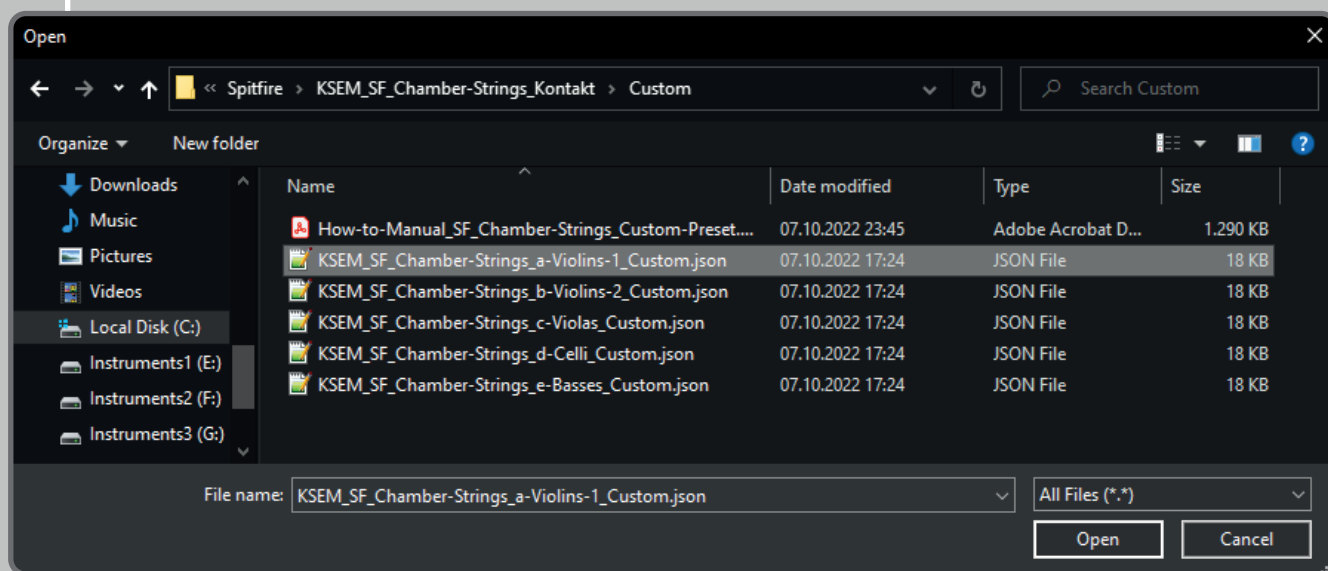 Open
« Spitfire > KSEM_SF_Chamber-Strings_Kontakt > Custom
Search Custom
Organize
New folder
Name
Date modified
Type
Size
Downloads
Music
Pictures
Videos
Local Disk (C:)
Instruments1 (E:)
Instruments2 (F:)
Instruments3 (G:)
How-to-Manual_SF_Chamber-Strings_Custom-Preset.... 07.10.2022 23:45 Adobe Acrobat D... 1.290 KB
KSEM_SF_Chamber-Strings_a-Violins-1_Custom.json 07.10.2022 17:24 JSON File 18 KB
KSEM_SF_Chamber-Strings_b-Violins-2_Custom.json 07.10.2022 17:24 JSON File 18 KB
KSEM_SF_Chamber-Strings_c-Violas_Custom.json 07.10.2022 17:24 JSON File 18 KB
KSEM_SF_Chamber-Strings_d-Celli_Custom.json 07.10.2022 17:24 JSON File 18 KB
KSEM_SF_Chamber-Strings_e-Basses_Custom.json 07.10.2022 17:24 JSON File 18 KB
File name: KSEM_SF_Chamber-Strings_a-Violins-1_Custom.json
All Files (*.*)
Open
Cancel